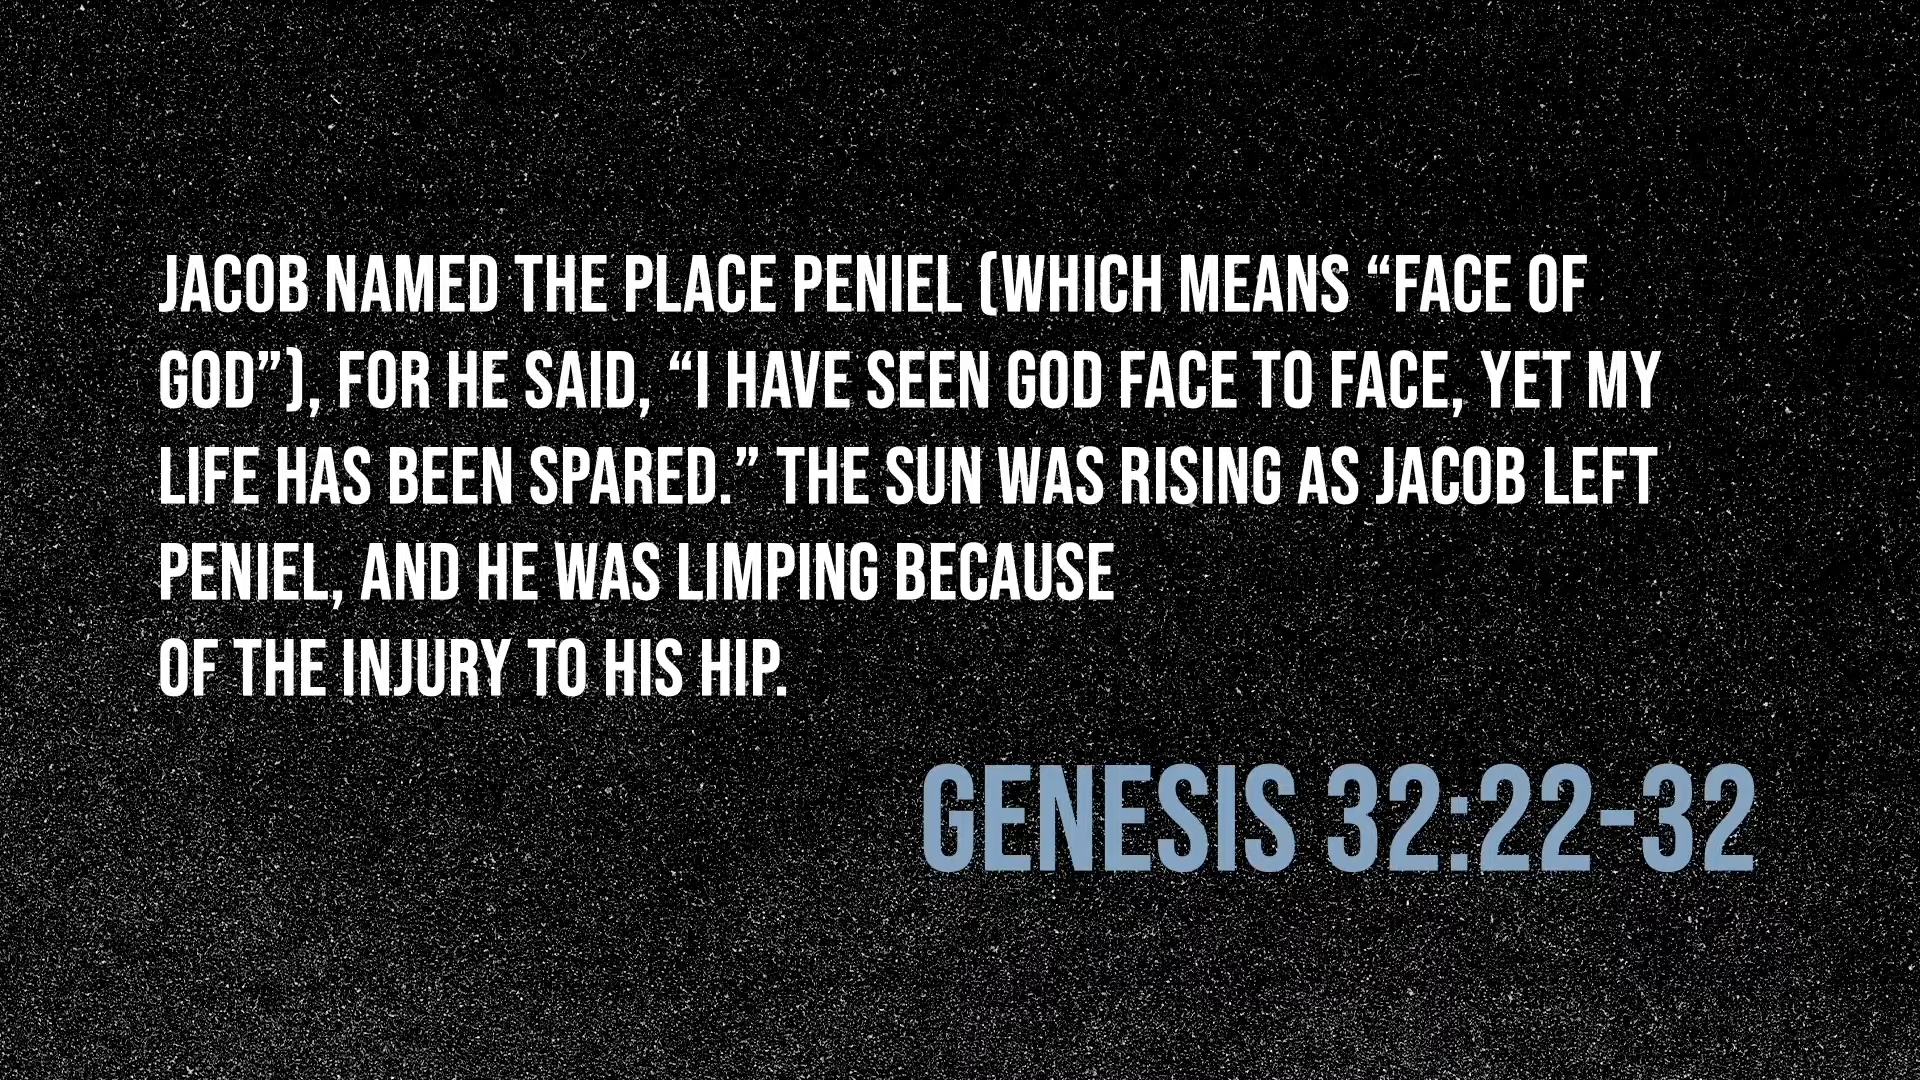 JACOB NAMED THE PLACE PENIEL (WHICH MEANS “FACE OF
GOD”), FOR HE SAID, “I HAVE SEEN GOD FACE TO FACE, YET MY
LIFE HAS BEEN SPARED.” THE SUN WAS RISING AS JACOB LEFT
PENIEL, AND HE WAS LIMPING BECAUSE
OF THE INJURY TO HIS HIP.
GENESIS 32:22-32